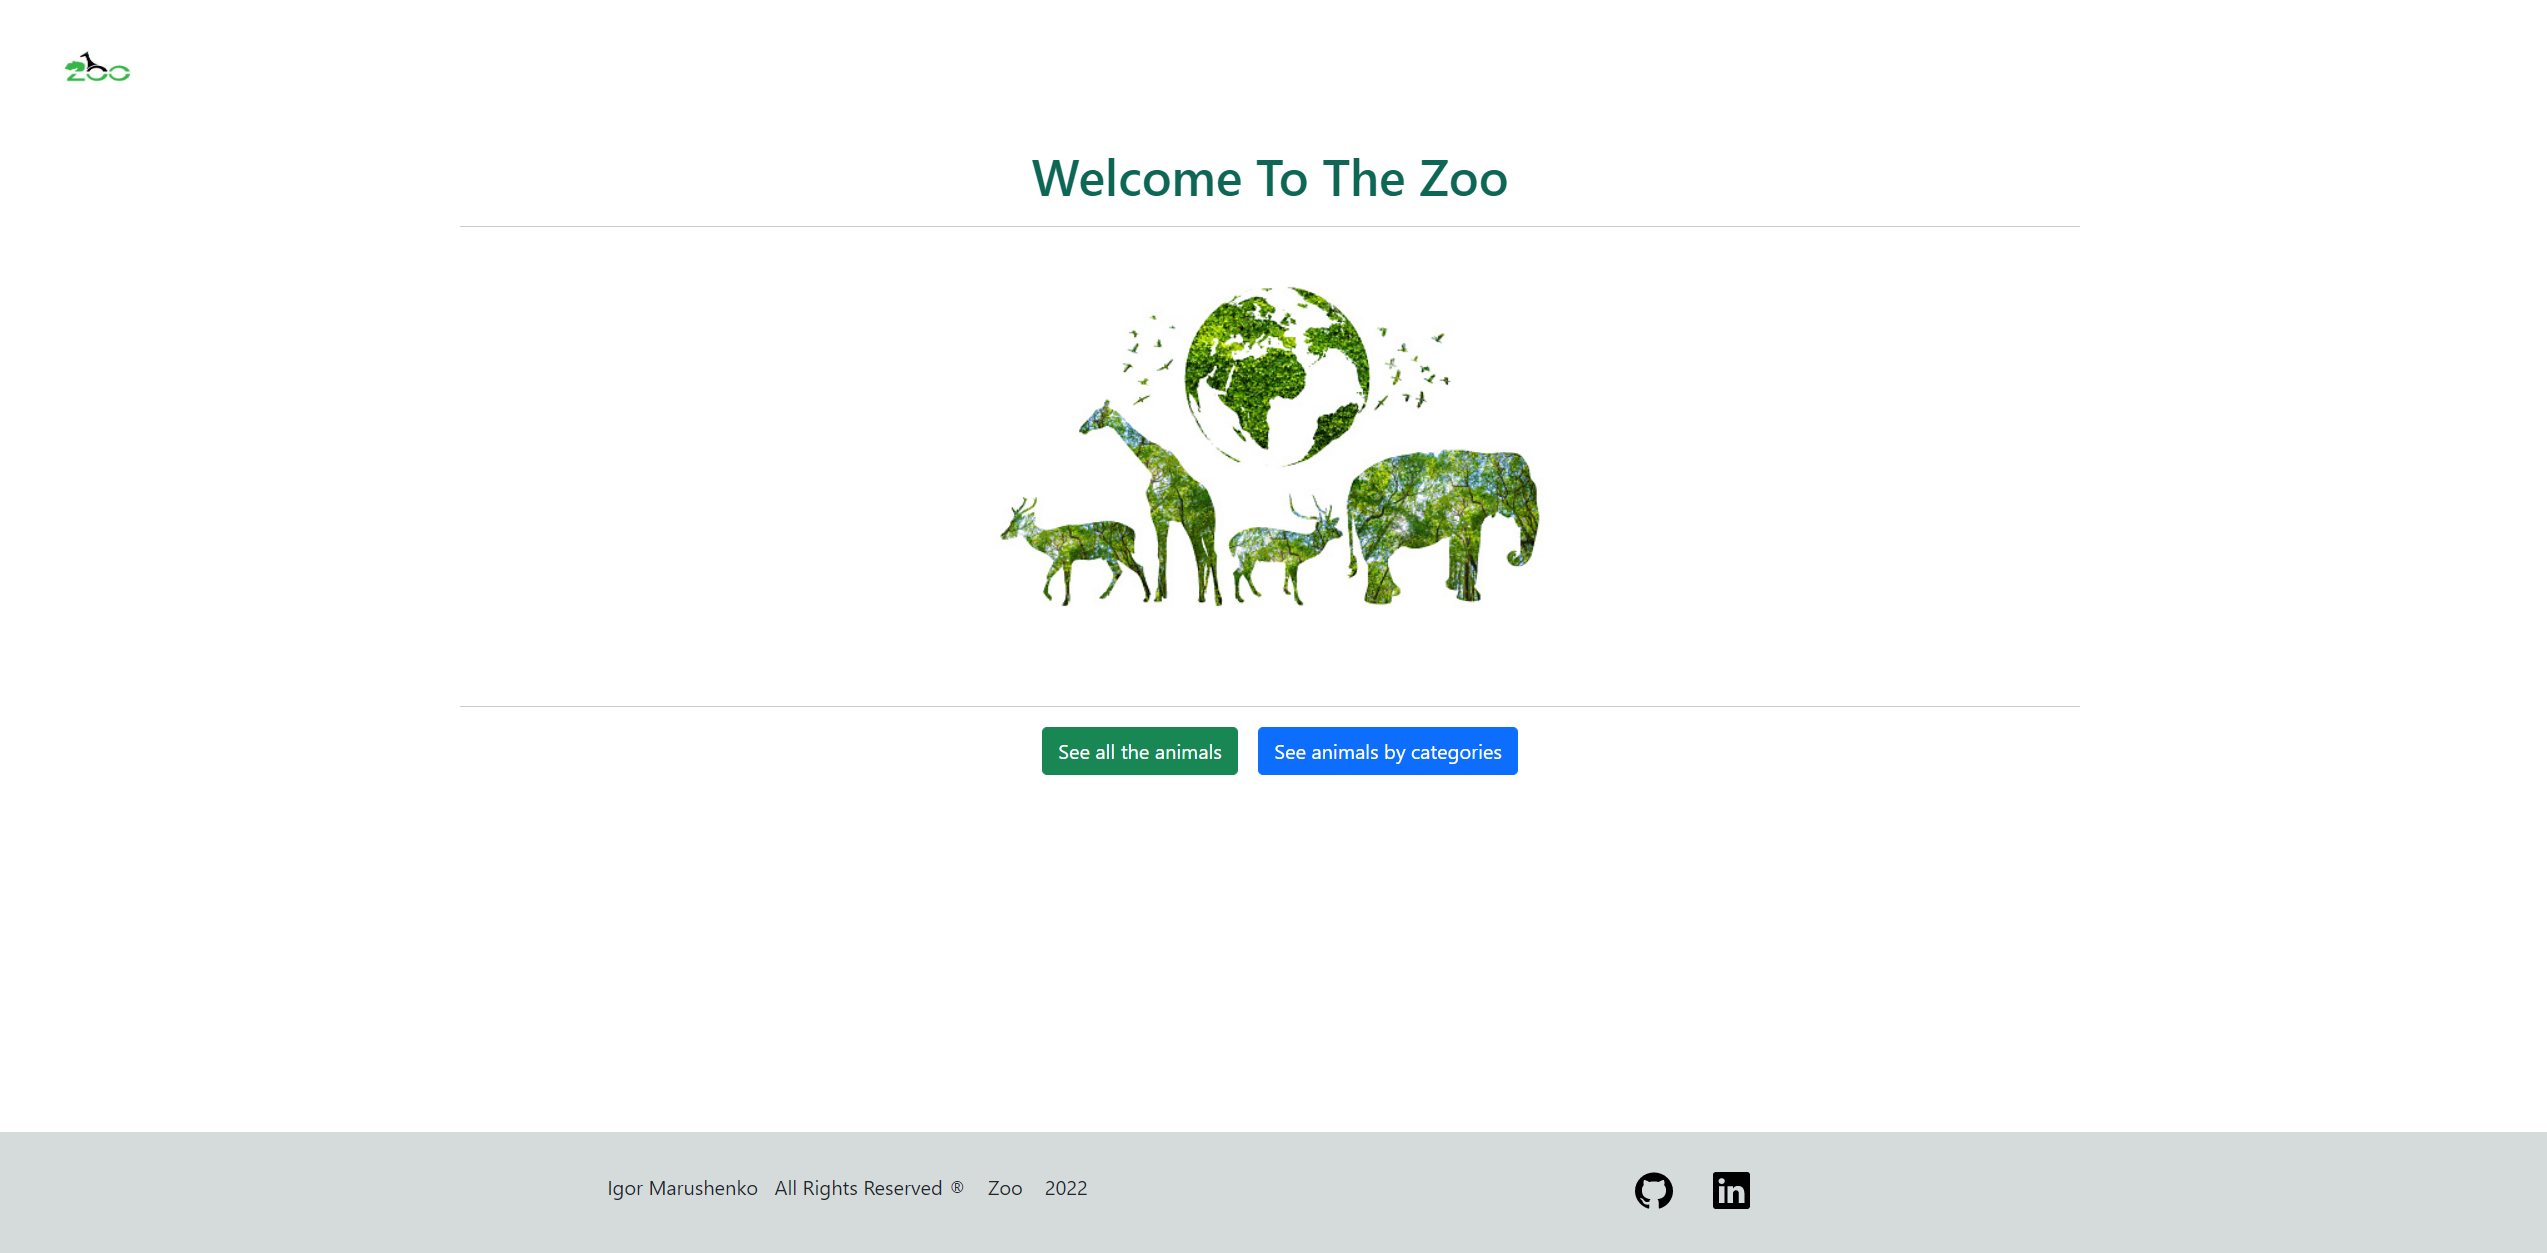 ZOO
Welcome To The Zoo
See all the animals
See animals by categories
Igor Marushenko All Rights Reserved ® Zoo 2022
in